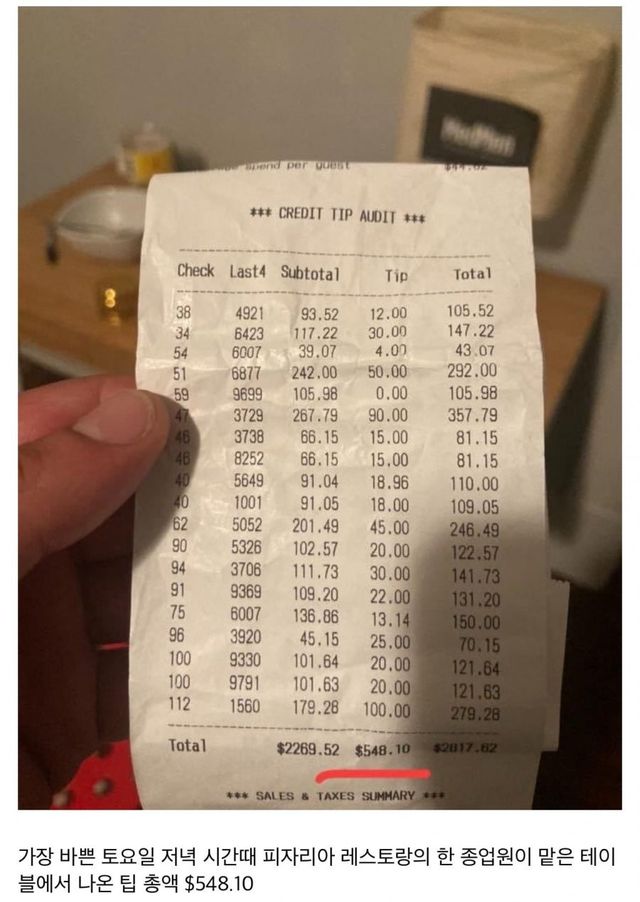 spend per guest
*** CREDIT TIP AUDIT ***
Check Last4 Subtotal Tip Total
38 4921 93.52 12.00 105.52
34 6423 117.22 30.00 147.22
54 6007 39.07 4.00 43.07
51 6877 242.00 50.00 292.00
59 9699 105.98 0.00 105.98
47 3729 267.79 90.00 357.79
46 3738 66.15 15.00 81.15
46 8252 66.15 15.00 81.15
40 5649 91.04 18.96 110.00
40 1001 91.05 18.00 109.05
62 5052 201.49 45.00 246.49
90 5326 102.57 20.00 122.57
94 3706 111.73 30.00 141.73
91 9369 109.20 22.00 131.20
75 6007 136.86 13.14 150.00
96 3920 45.15 25.00 70.15
100 9330 101.64 20.00 121.64
100 9791 101.63 20.00 121.63
112 1560 179.28 100.00 279.28
Total $2269.52 $548.10 $2817.62
*** SALES & TAXES SUMMARY ***
가장 바쁜 토요일 저녁 시간때 피자리아 레스토랑의 한 종업원이 맡은 테이
블에서 나온 팁 총액 $548.10